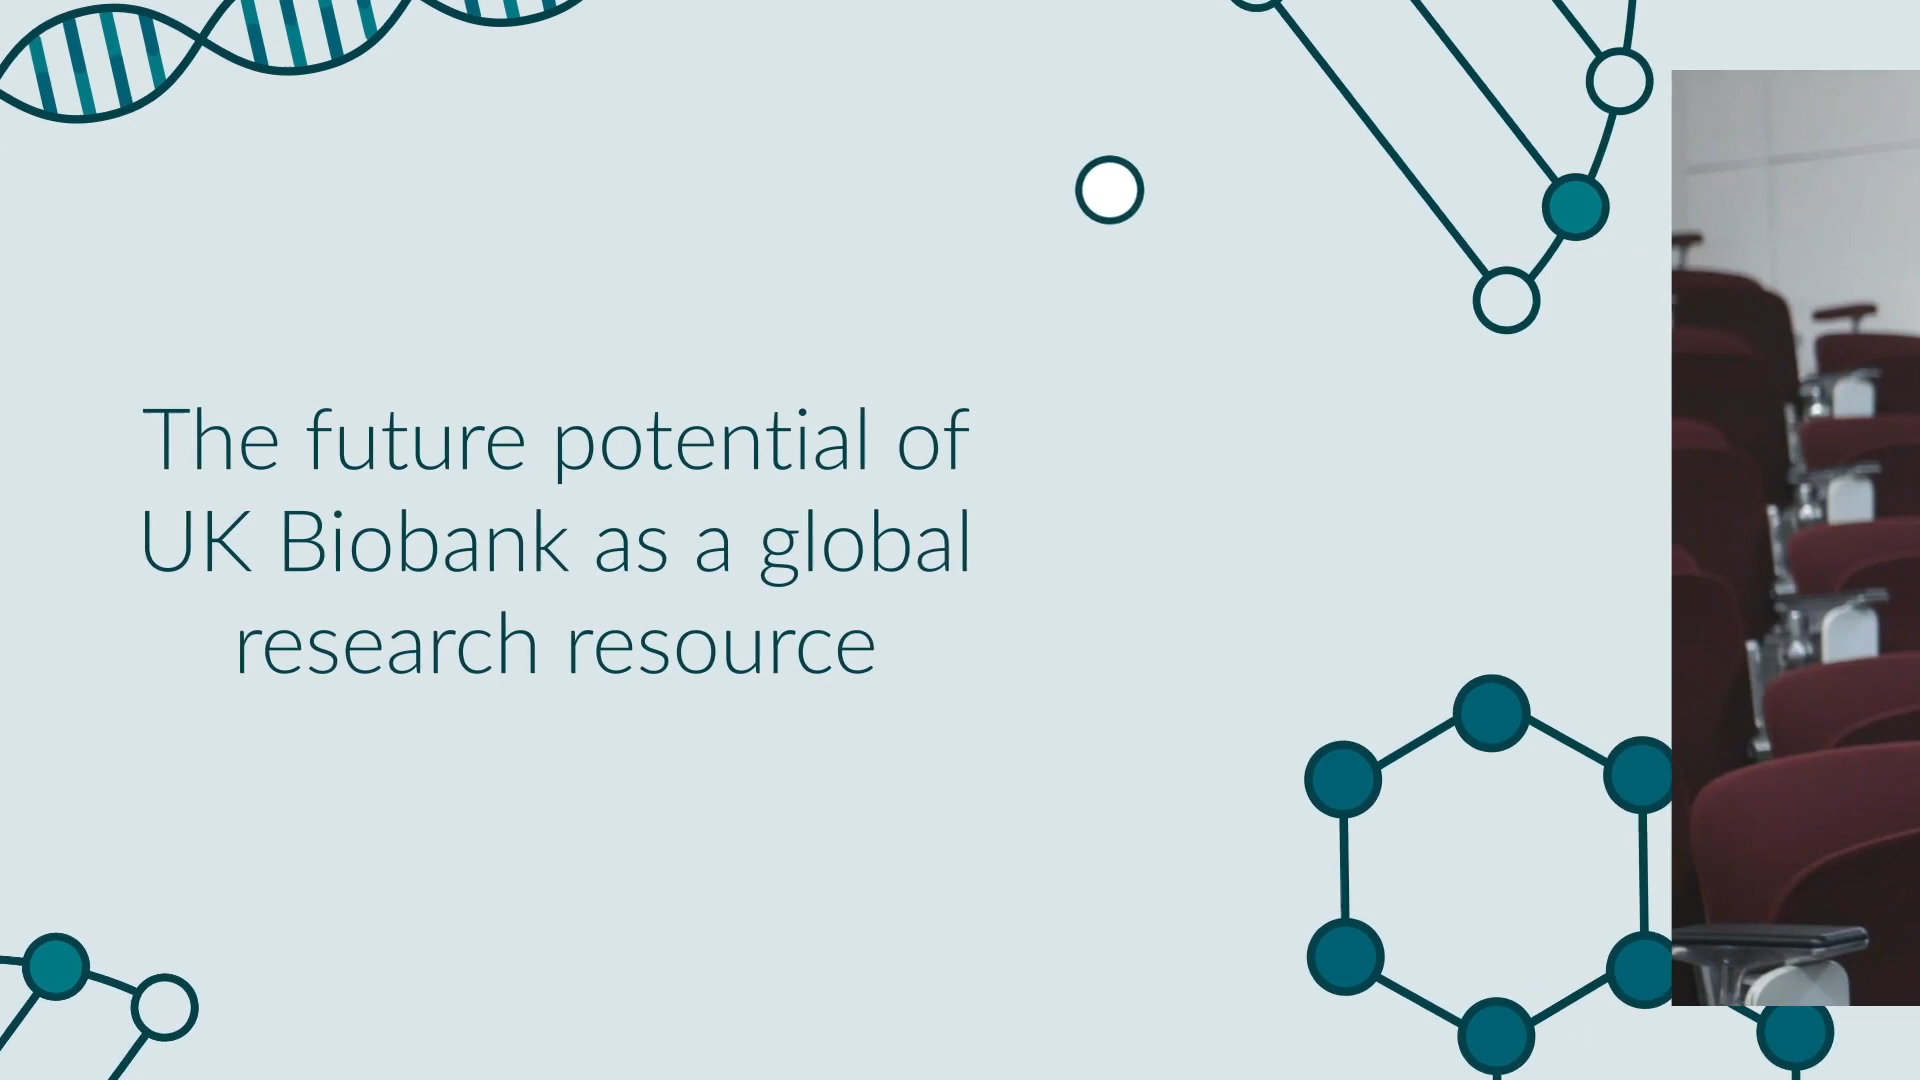 The future potential of
UK Biobank as a global
research resource